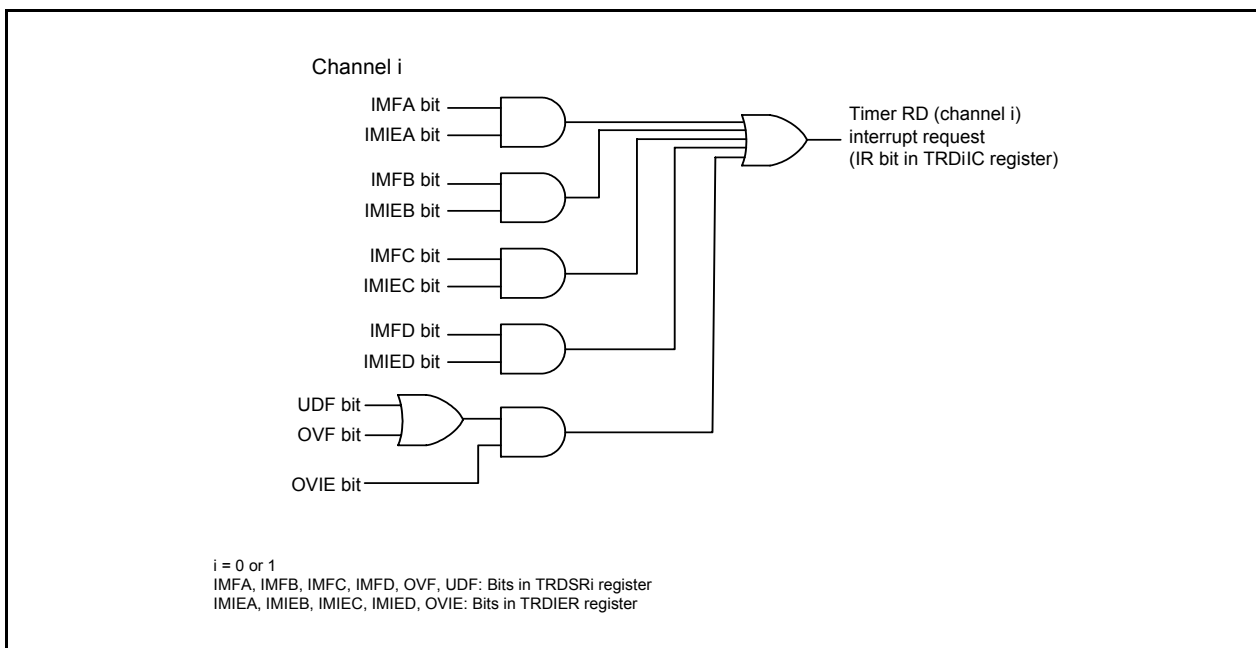 Channel i
IMFA bit
IMIEA bit
IMFB bit
IMIEB bit
IMFC bit
IMIEC bit
IMFD bit
IMIED bit
UDF bit
OVF bit
OVIE bit
Timer RD (channel i)
interrupt request
(IR bit in TRDiIC register)
i = 0 or 1
IMFA, IMFB, IMFC, IMFD, OVF, UDF: Bits in TRDSRi register
IMIEA, IMIEB, IMIEC, IMIED, OVIE: Bits in TRDIER register